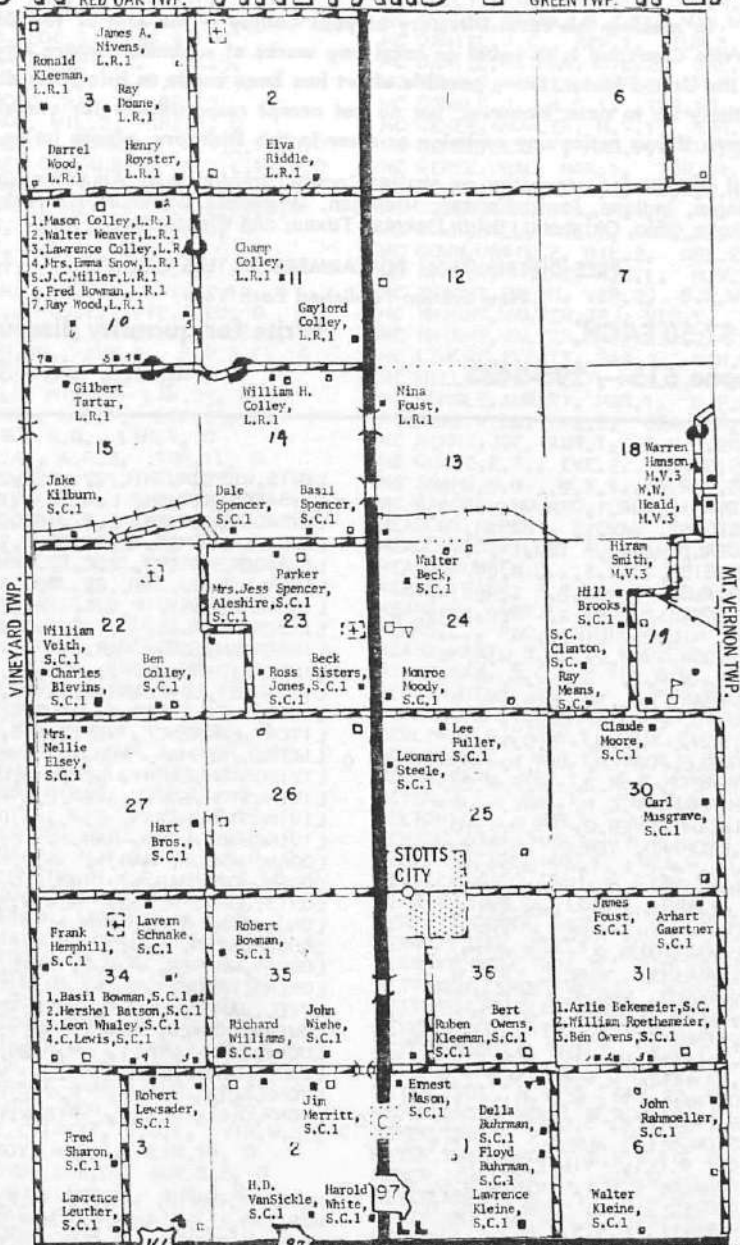 RED OAK TWP.
GREEN TWP.
James A.
Nivens,
L.R.1
Ronald
Kleeman,
L.R.1
3
Ray
Doane,
L.R.1
2
6
Darrel
Wood,
L.R.1
Henry
Royster,
L.R.1
Elva
Riddle,
L.R.1
1.Mason Colley,L.R.1
2.Walter Weaver,L.R.1
3.Lawrence Colley,L.R.
4.Mrs.Emma Snow,L.R.1
5.J.C.Miller,L.R.1
6.Fred Bowman,L.R.1
7.Ray Wood,L.R.1
10
Champ
Colley,
L.R.1
11
12
7
Gaylord
Colley,
L.R.1
Gilbert
Tartar,
L.R.1
William H.
Colley,
L.R.1
Nina
Foust,
L.R.1
15
14
13
18
Warren
Hanson,
M.V.3
W.W.
Heald,
M.V.3
Jake
Kilburn,
S.C.1
Dale
Spencer,
S.C.1
Basil
Spencer,
S.C.1
Hiram
Smith,
M.V.3
Walter
Beck,
S.C.1
Parker
Spencer,
S.C.1
Mrs.Jess
Aleshire,
S.C.1
22
23
24
19
Hill
Brooks,
S.C.1
S.C.
Clanton,
S.C.
Ray
Means,
S.C.
VINEYARD TWP.
MT. VERNON TWP.
William
Veith,
S.C.1
Charles
Blevins,
S.C.1
Ben
Colley,
S.C.1
Ross
Jones,
S.C.1
Beck
Sisters,
S.C.1
Monroe
Moody,
S.C.1
Mrs.
Nellie
Elsey,
S.C.1
Lee
Fuller,
S.C.1
Leonard
Steele,
S.C.1
Claude
Moore,
S.C.1
27
26
25
30
Carl
Musgrave,
S.C.1
Hart
Bros.,
S.C.1
STOTTS
CITY
Frank
Hemphill,
S.C.1
Lavern
Schnake,
S.C.1
Robert
Bowman,
S.C.1
James
Foust,
S.C.1
Arhart
Gaertner
S.C.1
34
35
36
31
1.Basil Bowman,S.C.1
2.Hershel Batson,S.C.1
3.Leon Whaley,S.C.1
4.C.Lewis,S.C.1
Richard
Williams,
S.C.1
John
Wiehe,
S.C.1
Ruben
Kleeman,
S.C.1
Bert
Owens,
S.C.1
1.Arlie Bekemeier,S.C.
2.William Roethemeier,
3.Ben Owens,S.C.1
Robert
Lewsader,
S.C.1
Jim
Merritt,
S.C.1
Ernest
Mason,
S.C.1
C
Della
Buhrman,
S.C.1
Floyd
Buhrman,
S.C.1
John
Rahmoeller,
S.C.1
Fred
Sharon,
S.C.1
3
2
1
6
Lawrence
Leuther,
S.C.1
H.D.
VanSickle,
S.C.1
Harold
White,
S.C.1
97
Lawrence
Kleine,
S.C.1
Walter
Kleine,
S.C.1